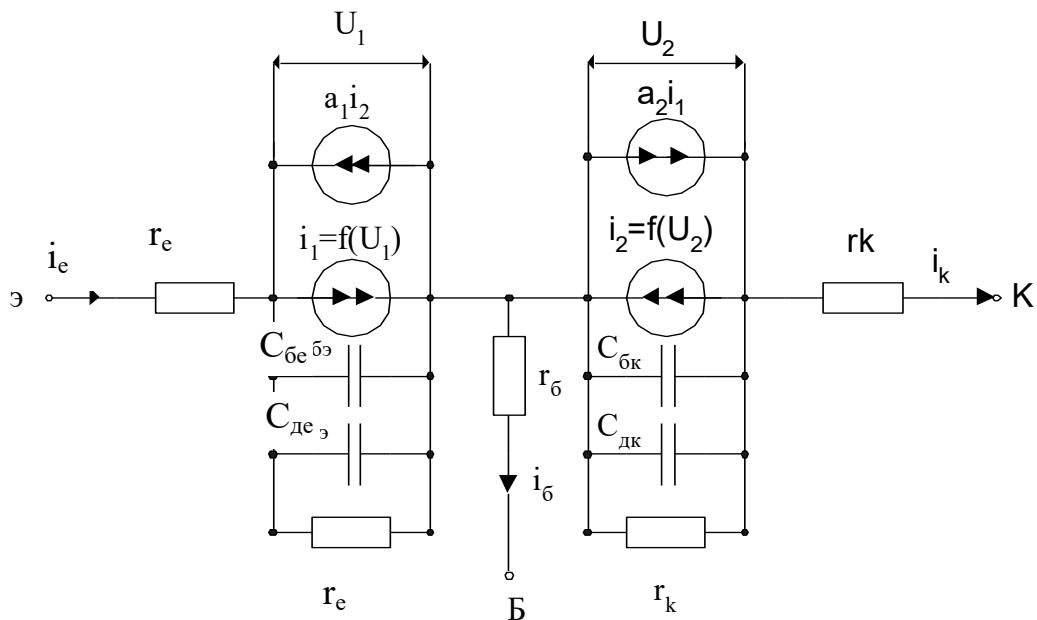 U₁
U₂
a₁i₂
a₂i₁
i₁=f(U₁)
i₂=f(U₂)
rₑ
rk
iₑ
iₖ
э
К
Cбе бэ
Cбк
rб
Cде э
Cдк
iб
rₑ
rₖ
Б